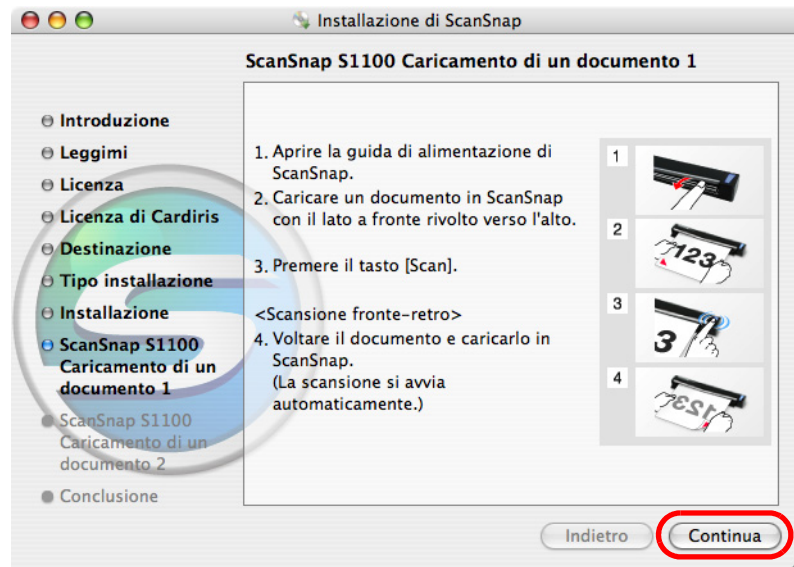 Installazione di ScanSnap
ScanSnap S1100 Caricamento di un documento 1
Introduzione
Leggimi
Licenza
Licenza di Cardiris
Destinazione
Tipo installazione
Installazione
ScanSnap S1100
Caricamento di un
documento 1
ScanSnap S1100
Caricamento di un
documento 2
Conclusione
1. Aprire la guida di alimentazione di
ScanSnap.
2. Caricare un documento in ScanSnap
con il lato a fronte rivolto verso l'alto.
3. Premere il tasto [Scan].
<Scansione fronte-retro>
4. Voltare il documento e caricarlo in
ScanSnap.
(La scansione si avvia
automaticamente.)
1
2
123
3
3
4
123
Indietro
Continua